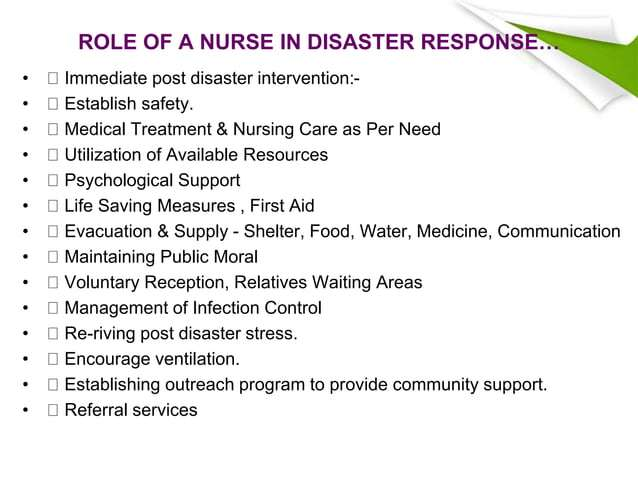 ROLE OF A NURSE IN DISASTER RESPONSE…
• □ Immediate post disaster intervention:-
• □ Establish safety.
• □ Medical Treatment & Nursing Care as Per Need
• □ Utilization of Available Resources
• □ Psychological Support
• □ Life Saving Measures , First Aid
• □ Evacuation & Supply - Shelter, Food, Water, Medicine, Communication
• □ Maintaining Public Moral
• □ Voluntary Reception, Relatives Waiting Areas
• □ Management of Infection Control
• □ Re-riving post disaster stress.
• □ Encourage ventilation.
• □ Establishing outreach program to provide community support.
• □ Referral services